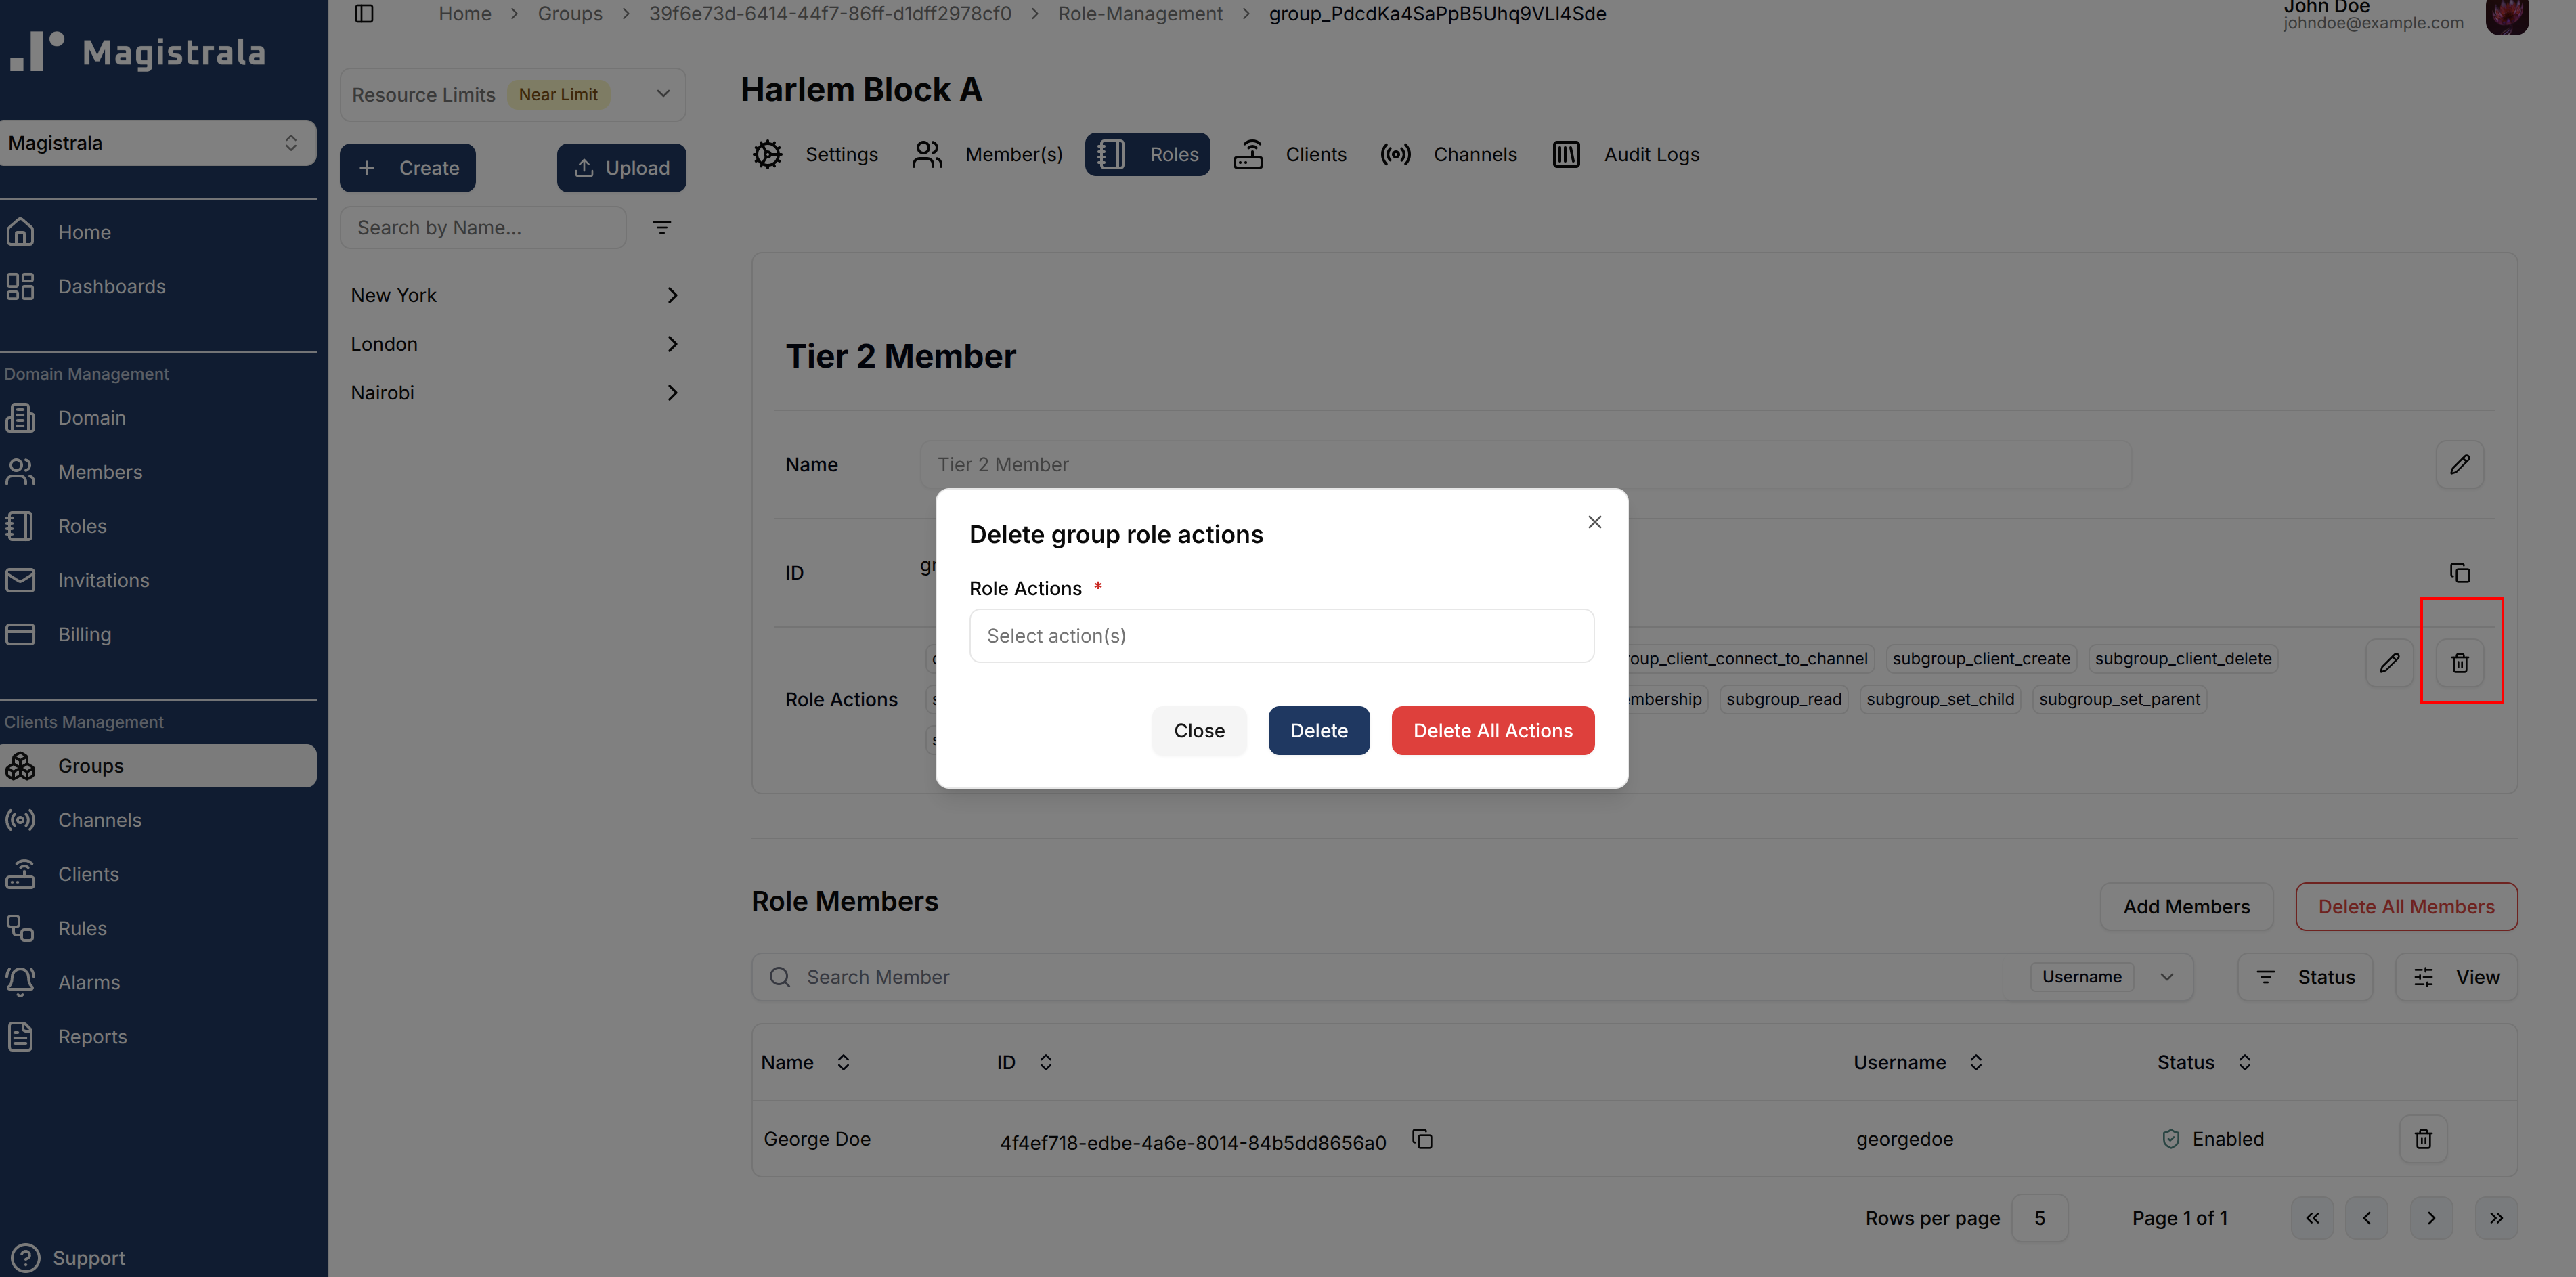 Magistrala
Magistrala
Home
Dashboards
Domain Management
Domain
Members
Roles
Invitations
Billing
Clients Management
Groups
Channels
Clients
Rules
Alarms
Reports
Support
Home > Groups > 39f6e73d-6414-44f7-86ff-d1dff2978cf0 > Role-Management > group_PdcdKa4SaPpB5Uhq9VLI4Sde
John Doe
johndoe@example.com
Resource Limits Near Limit
Create Upload
Search by Name...
New York
London
Nairobi
Harlem Block A
Settings Member(s) Roles Clients Channels Audit Logs
Tier 2 Member
Name Tier 2 Member
ID
Role Actions
oup_client_connect_to_channel subgroup_client_create subgroup_client_delete
mbership subgroup_read subgroup_set_child subgroup_set_parent
Delete group role actions
Role Actions *
Select action(s)
Close Delete Delete All Actions
Role Members Add Members Delete All Members
Search Member Username Status View
Name ID Username Status
George Doe 4f4ef718-edbe-4a6e-8014-84b5dd8656a0 georgedoe Enabled
Rows per page 5 Page 1 of 1